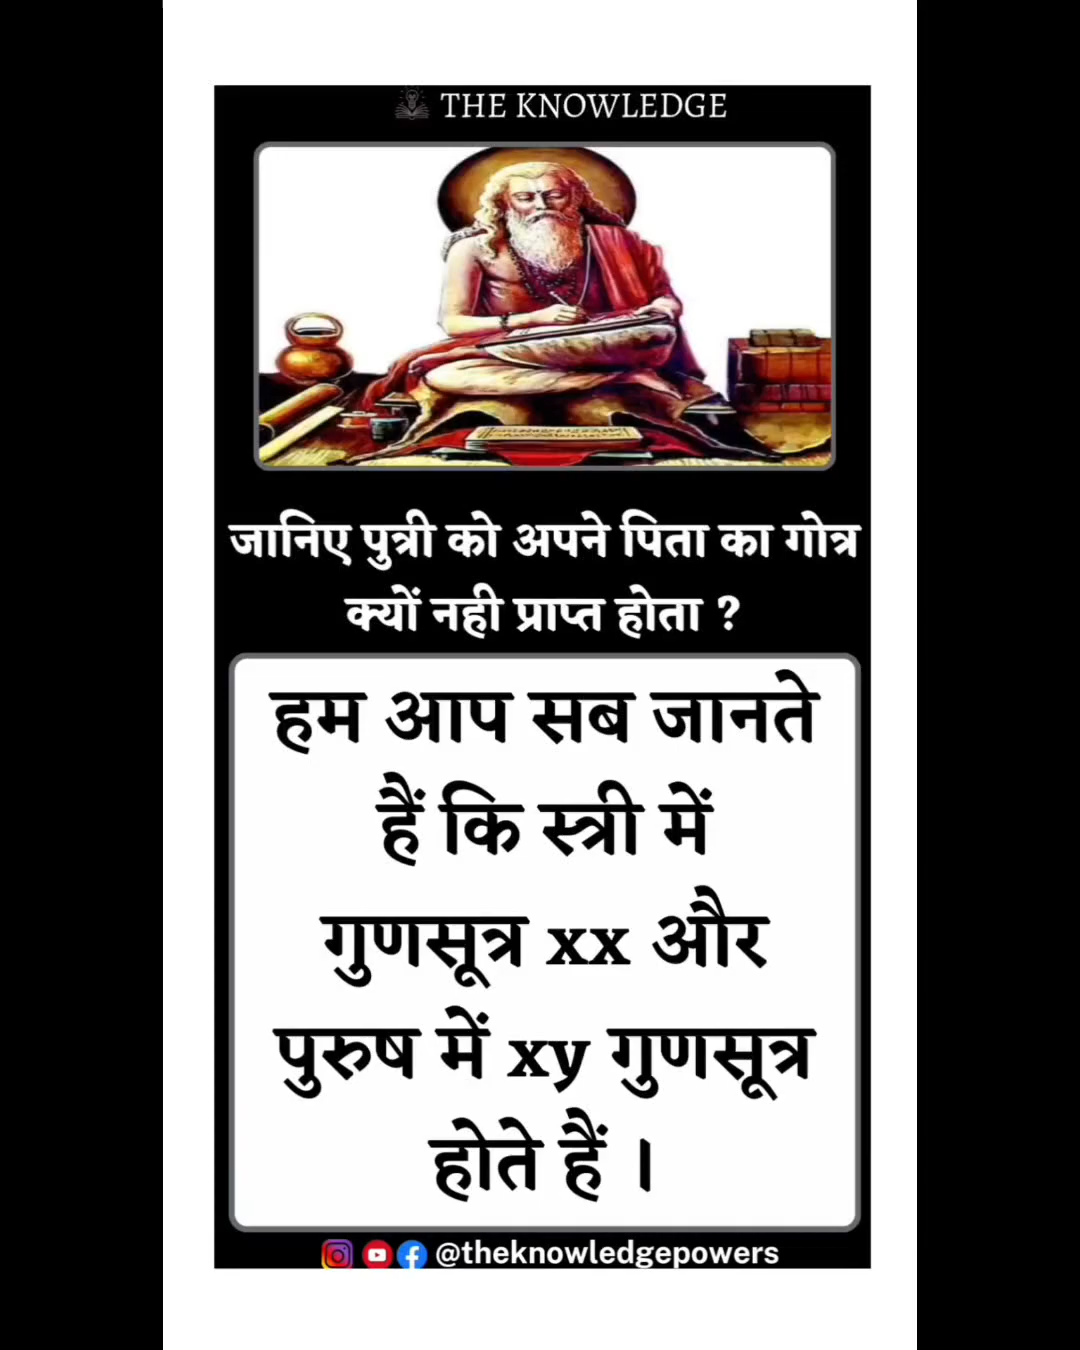 THE KNOWLEDGE
जानिए पुत्री को अपने पिता का गोत्र
क्यों नही प्राप्त होता ?
हम आप सब जानते
हैं कि स्त्री में
गुणसूत्र xx और
पुरुष में xy गुणसूत्र
होते हैं ।
@theknowledgepowers